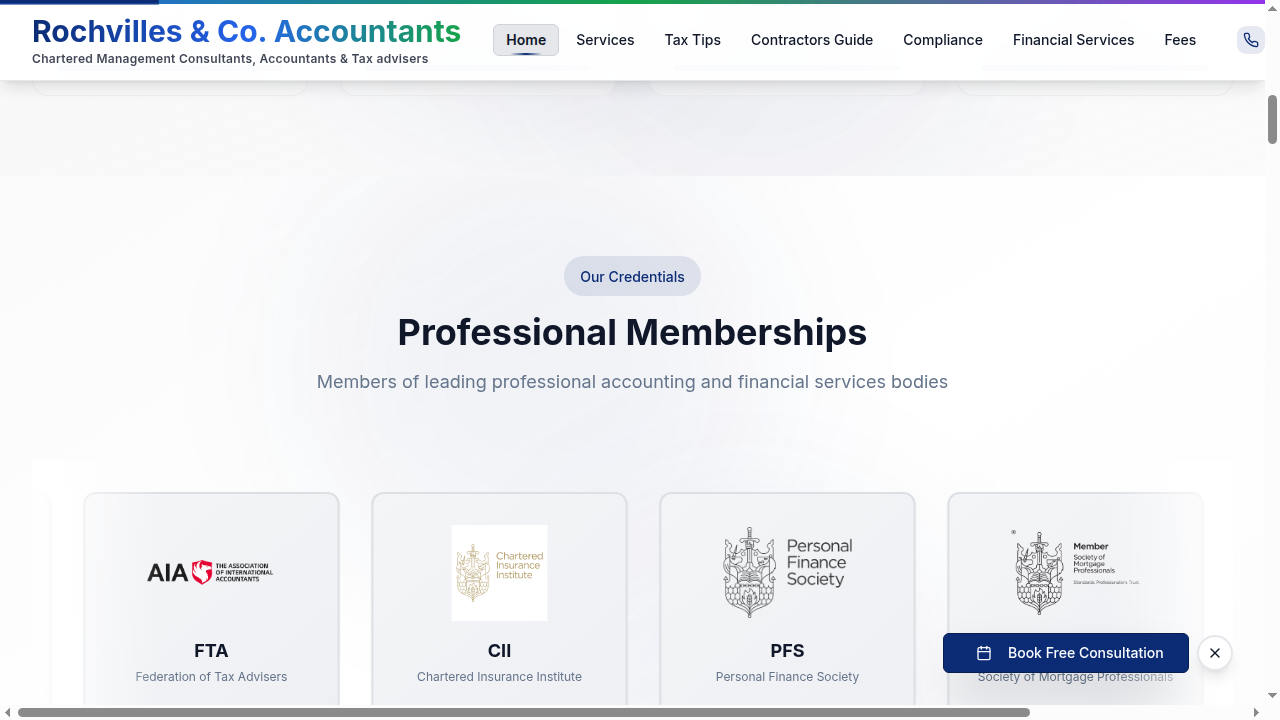 Rochvilles & Co. Accountants
Chartered Management Consultants, Accountants & Tax advisers
Home
Services
Tax Tips
Contractors Guide
Compliance
Financial Services
Fees
Our Credentials
Professional Memberships
Members of leading professional accounting and financial services bodies
AIA THE ASSOCIATION
OF INTERNATIONAL
ACCOUNTANTS
FTA
Federation of Tax Advisers
Chartered
Insurance
Institute
CII
Chartered Insurance Institute
Personal
Finance
Society
PFS
Personal Finance Society
Member
Society of
Mortgage
Professionals
Standards. Professionalism. Trust.
Society of Mortgage Professionals
Book Free Consultation